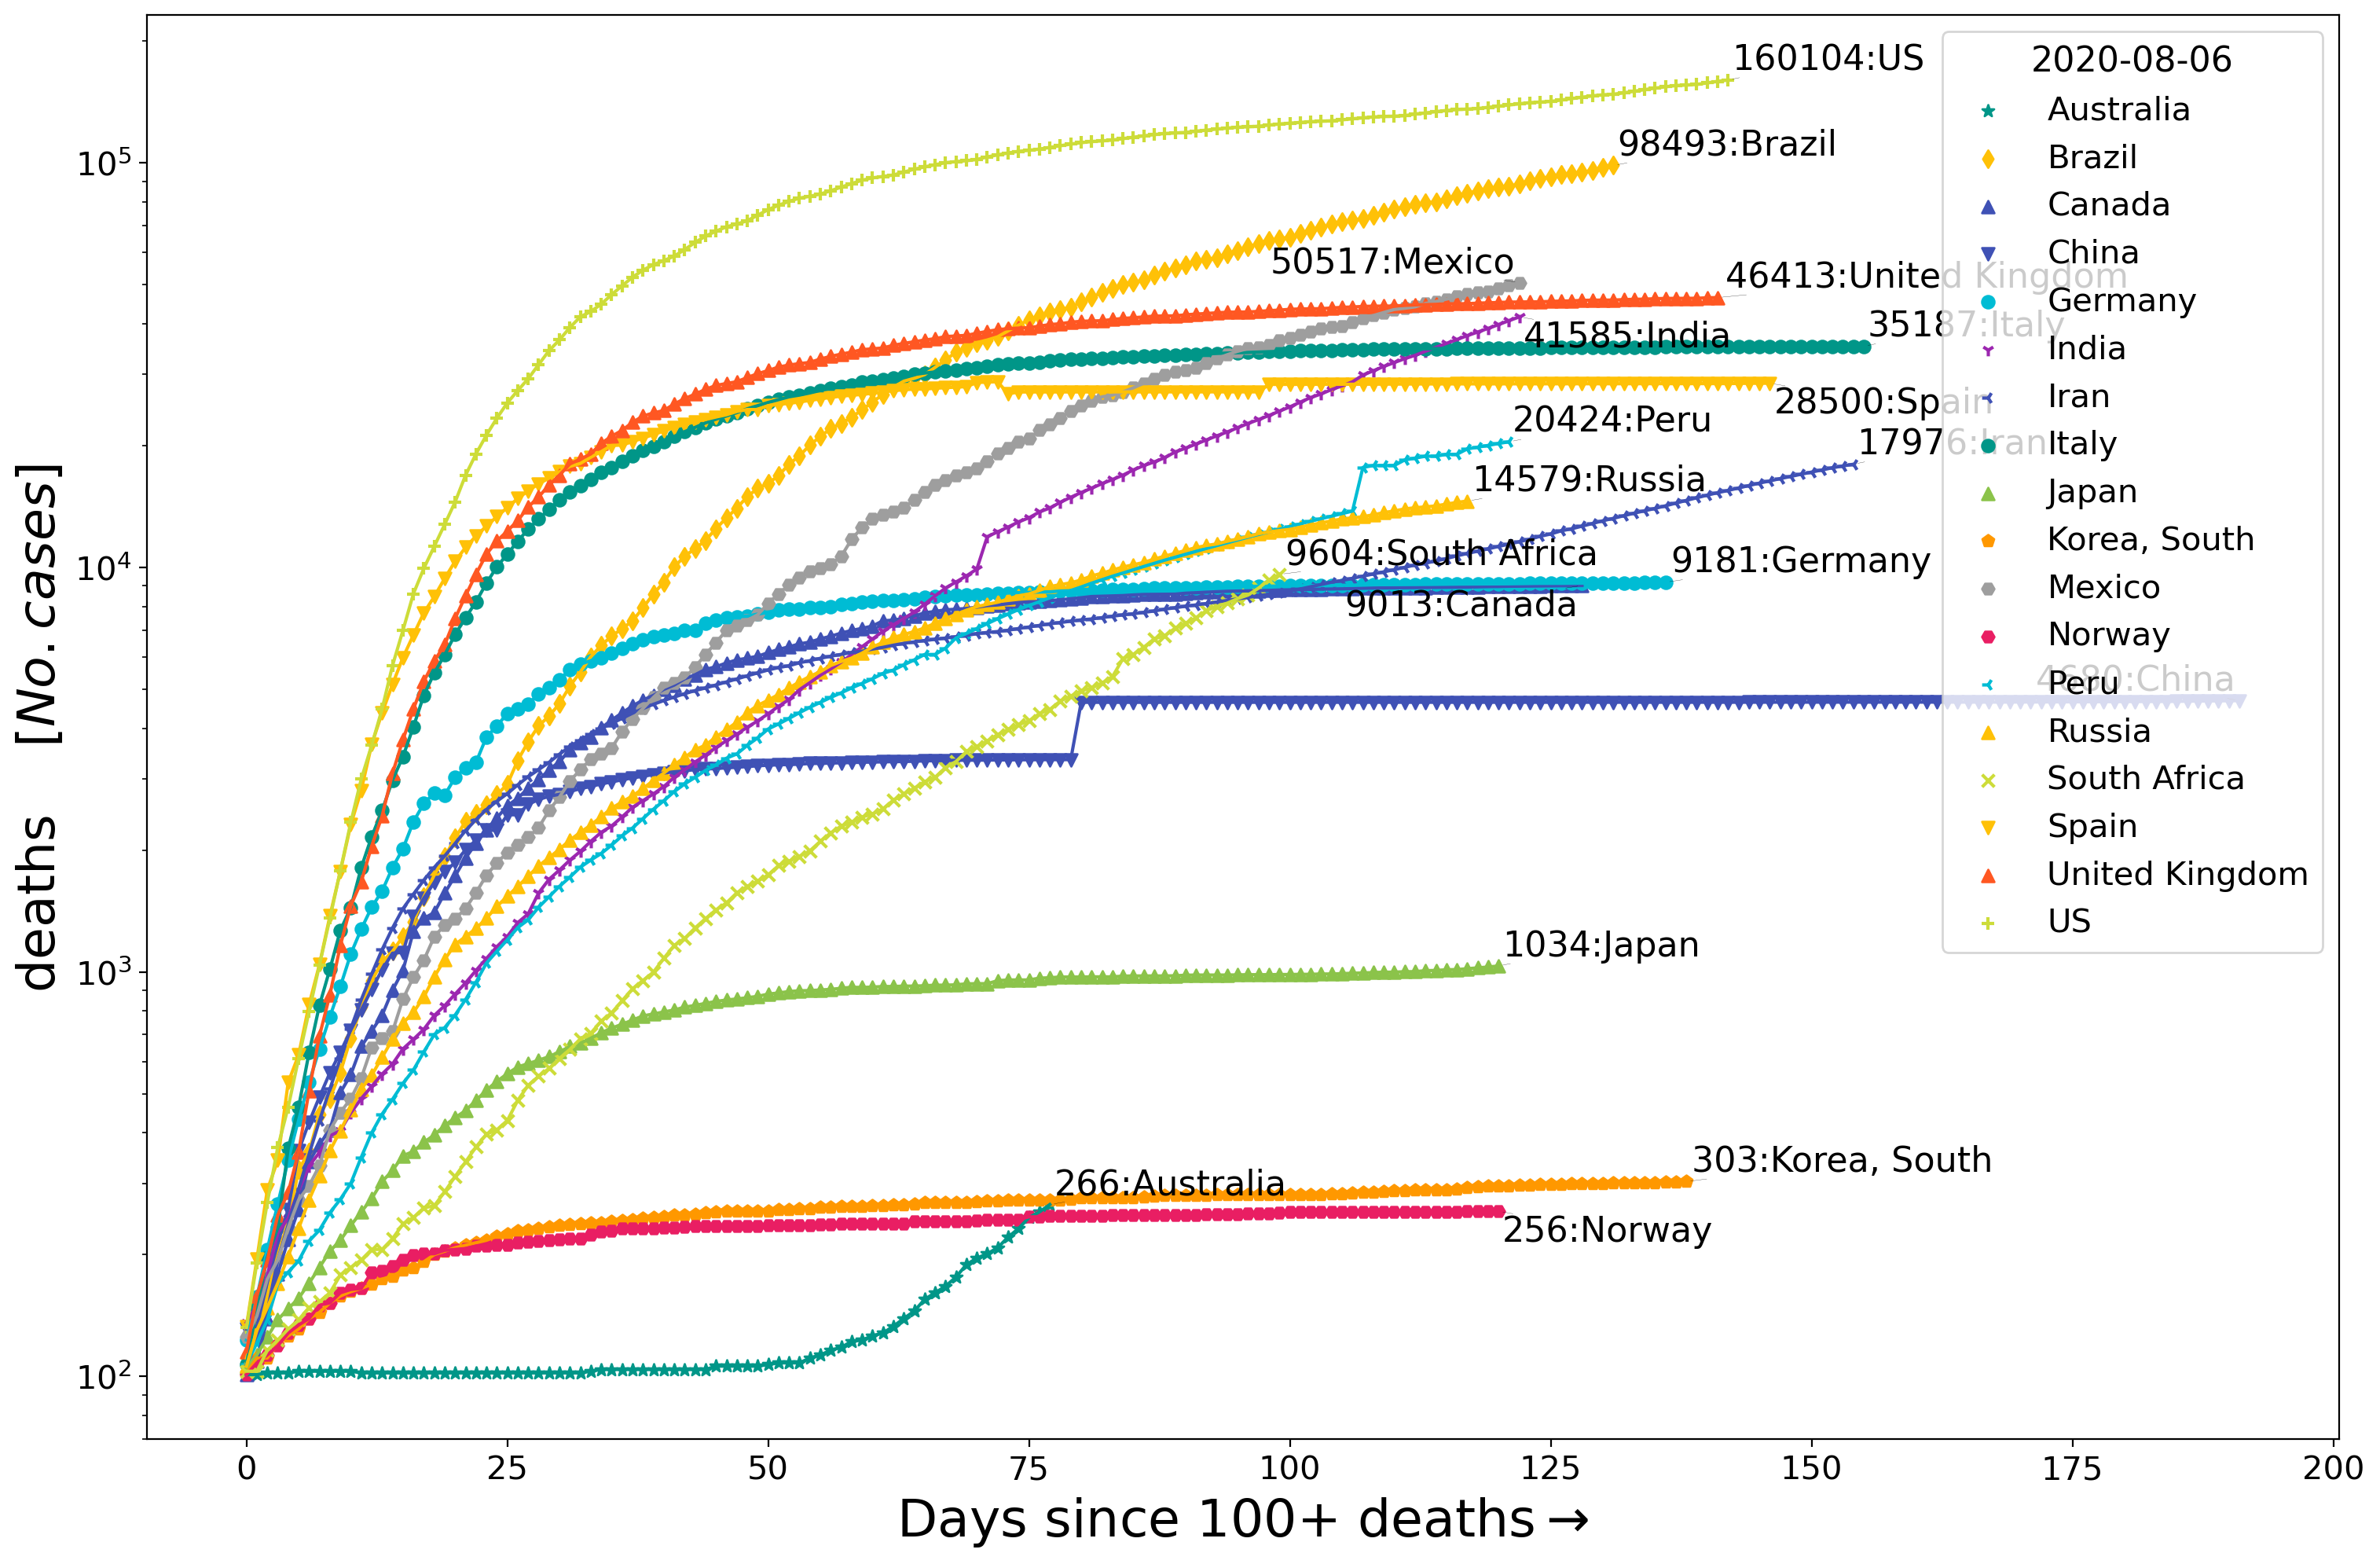 160104:US
98493:Brazil
50517:Mexico
46413:United Kingdom
35187:Italy
41585:India
28500:Spain
20424:Peru
17976:Iran
14579:Russia
9604:South Africa
9181:Germany
9013:Canada
4680:China
1034:Japan
303:Korea, South
266:Australia
256:Norway
2020-08-06
Australia
Brazil
Canada
China
Germany
India
Iran
Italy
Japan
Korea, South
Mexico
Norway
Peru
Russia
South Africa
Spain
United Kingdom
US
deaths [No.cases]
10⁵
10⁴
10³
10²
0 25 50 75 100 125 150 175 200
Days since 100+ deaths→